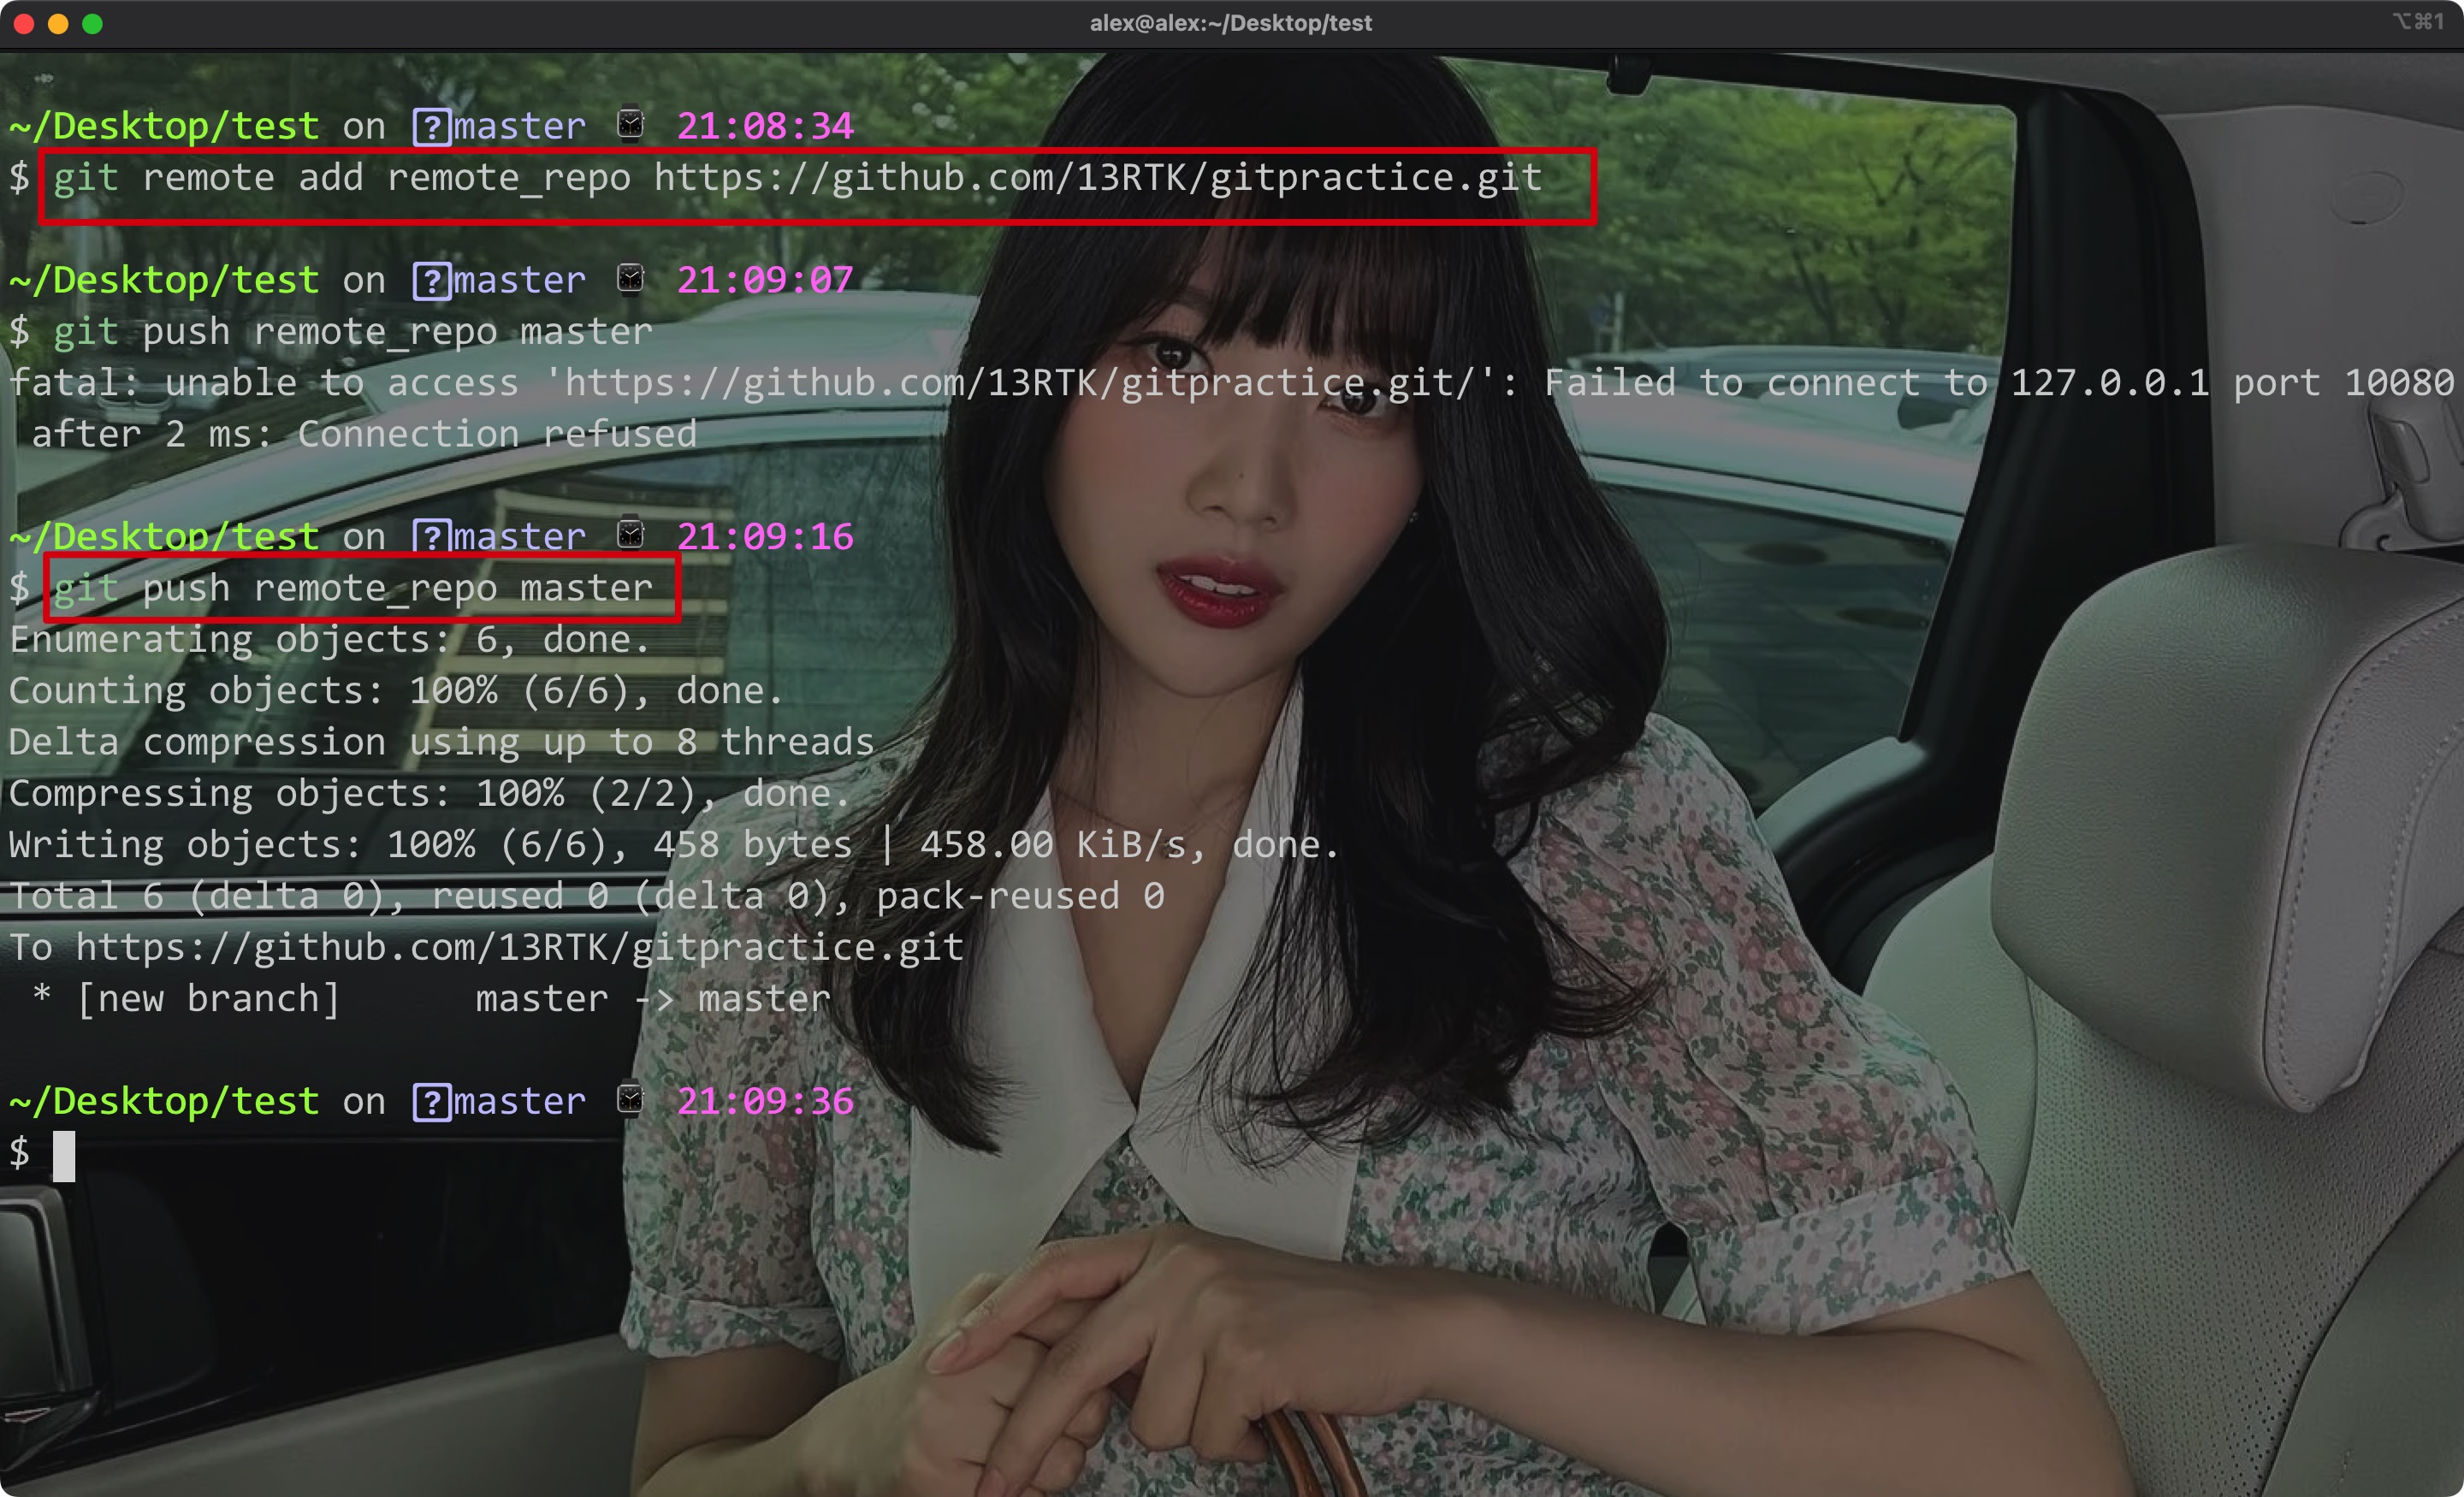 alex@alex:~/Desktop/test
⌥⌘1
~/Desktop/test on ?master ⌚ 21:08:34
$ git remote add remote_repo https://github.com/13RTK/gitpractice.git
~/Desktop/test on ?master ⌚ 21:09:07
$ git push remote_repo master
fatal: unable to access 'https://github.com/13RTK/gitpractice.git/': Failed to connect to 127.0.0.1 port 10080
after 2 ms: Connection refused
~/Desktop/test on ?master ⌚ 21:09:16
$ git push remote_repo master
Enumerating objects: 6, done.
Counting objects: 100% (6/6), done.
Delta compression using up to 8 threads
Compressing objects: 100% (2/2), done.
Writing objects: 100% (6/6), 458 bytes | 458.00 KiB/s, done.
Total 6 (delta 0), reused 0 (delta 0), pack-reused 0
To https://github.com/13RTK/gitpractice.git
* [new branch]      master -> master
~/Desktop/test on ?master ⌚ 21:09:36
$